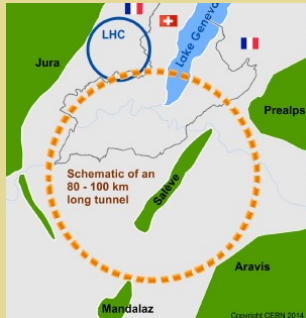 LHC
Jura
Lake Geneva
Prealps
Schematic of an
80 - 100 km
long tunnel
Salève
Aravis
Mandalaz
Copyright CERN 2014